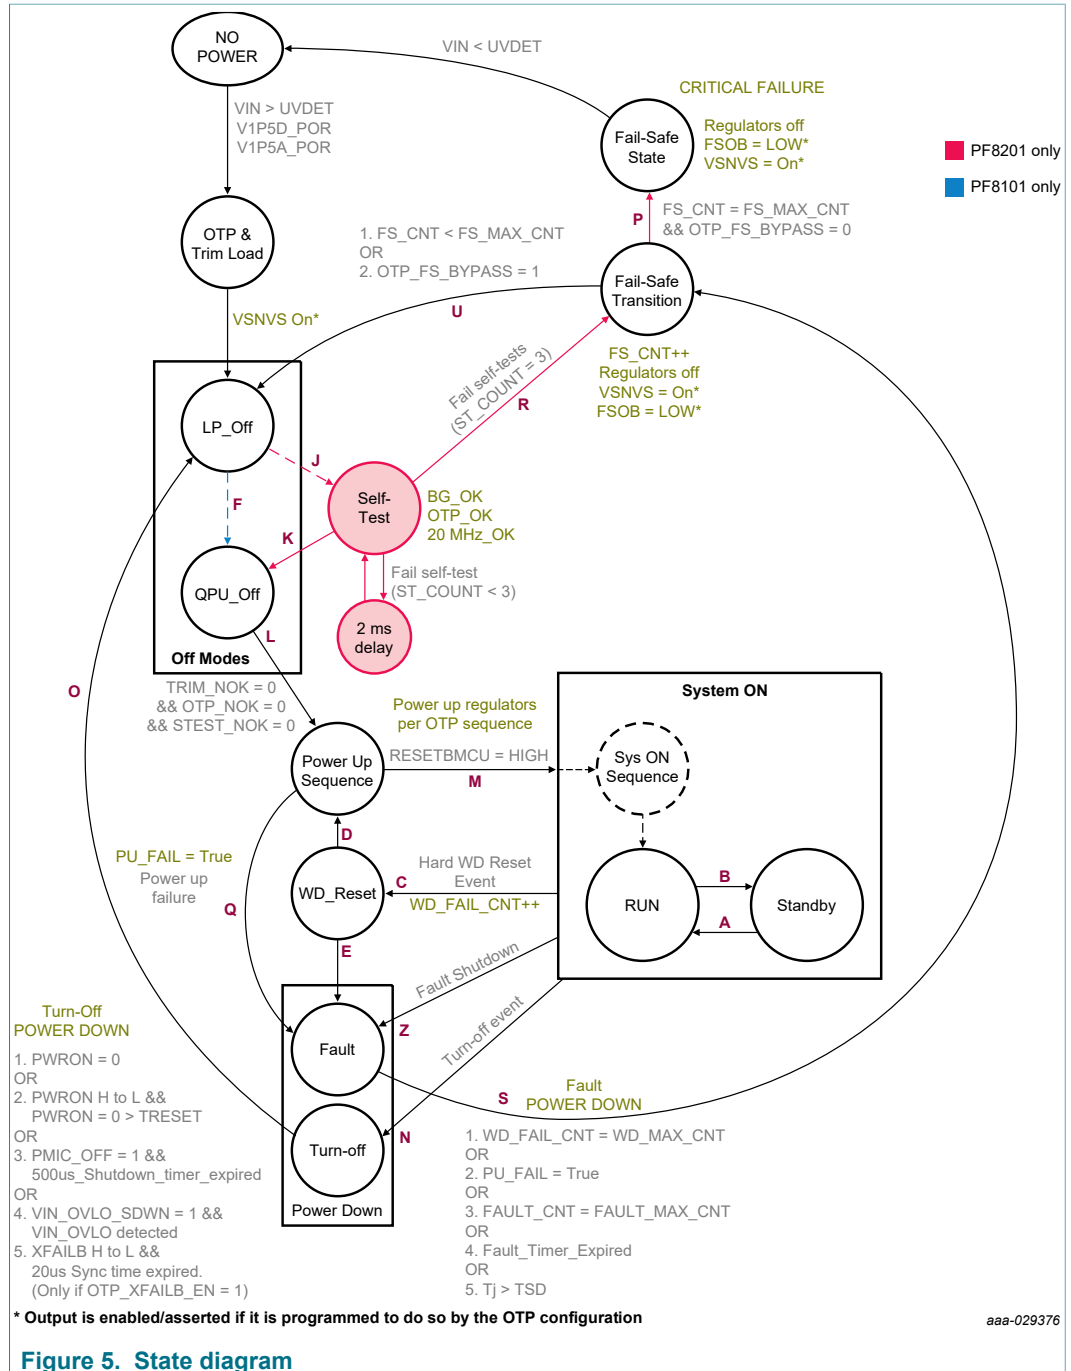 NO
POWER
VIN < UVDET
CRITICAL FAILURE
VIN > UVDET
V1P5D_POR
V1P5A_POR
Fail-Safe
State
Regulators off
FSOB = LOW*
VSNVS = On*
PF8201 only
PF8101 only
OTP &
Trim Load
P
FS_CNT = FS_MAX_CNT
&& OTP_FS_BYPASS = 0
1. FS_CNT < FS_MAX_CNT
OR
2. OTP_FS_BYPASS = 1
Fail-Safe
Transition
U
VSNVS On*
FS_CNT++
Regulators off
VSNVS = On*
FSOB = LOW*
Fail self-tests
(ST_COUNT = 3)
R
LP_Off
J
F
Self-
Test
BG_OK
OTP_OK
20 MHz_OK
K
QPU_Off
Fail self-test
(ST_COUNT < 3)
2 ms
delay
L
Off Modes
O
TRIM_NOK = 0
&& OTP_NOK = 0
&& STEST_NOK = 0
Power up regulators
per OTP sequence
System ON
Power Up
Sequence
RESETBMCU = HIGH
M
Sys ON
Sequence
D
PU_FAIL = True
Power up
failure
Q
WD_Reset
C
Hard WD Reset
Event
WD_FAIL_CNT++
RUN
B
A
Standby
E
Fault Shutdown
Z
Turn-off event
Fault
Turn-Off
POWER DOWN
1. PWRON = 0
OR
2. PWRON H to L &&
PWRON = 0 > TRESET
OR
3. PMIC_OFF = 1 &&
500us_Shutdown_timer_expired
OR
4. VIN_OVLO_SDWN = 1 &&
VIN_OVLO detected
5. XFAILB H to L &&
20us Sync time expired.
(Only if OTP_XFAILB_EN = 1)
S
Fault
POWER DOWN
N
Turn-off
Power Down
1. WD_FAIL_CNT = WD_MAX_CNT
OR
2. PU_FAIL = True
OR
3. FAULT_CNT = FAULT_MAX_CNT
OR
4. Fault_Timer_Expired
OR
5. Tj > TSD
* Output is enabled/asserted if it is programmed to do so by the OTP configuration
aaa-029376
Figure 5. State diagram